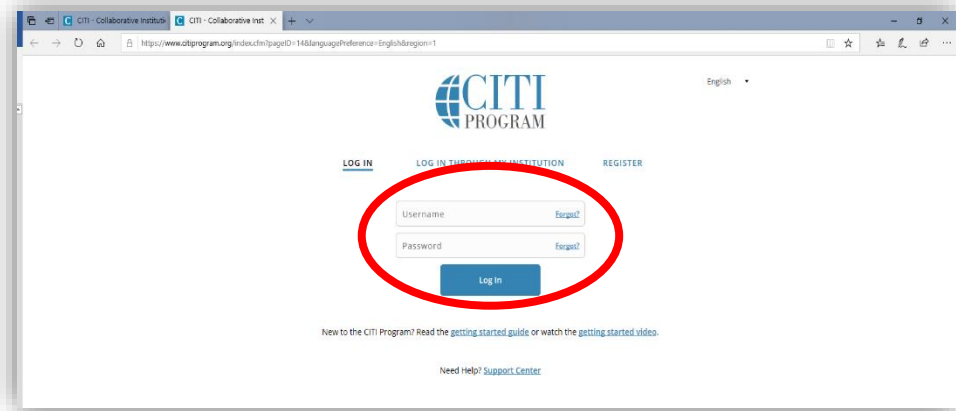 CITI - Collaborative Instituti
CITI - Collaborative Inst
https://www.citiprogram.org/index.cfm?pageID=14&languagePreference=English&region=1
CITI
PROGRAM
English
LOG IN LOG IN THROUGH MY INSTITUTION REGISTER
Username Forgot?
Password Forgot?
Log In
New to the CITI Program? Read the getting started guide or watch the getting started video.
Need Help? Support Center